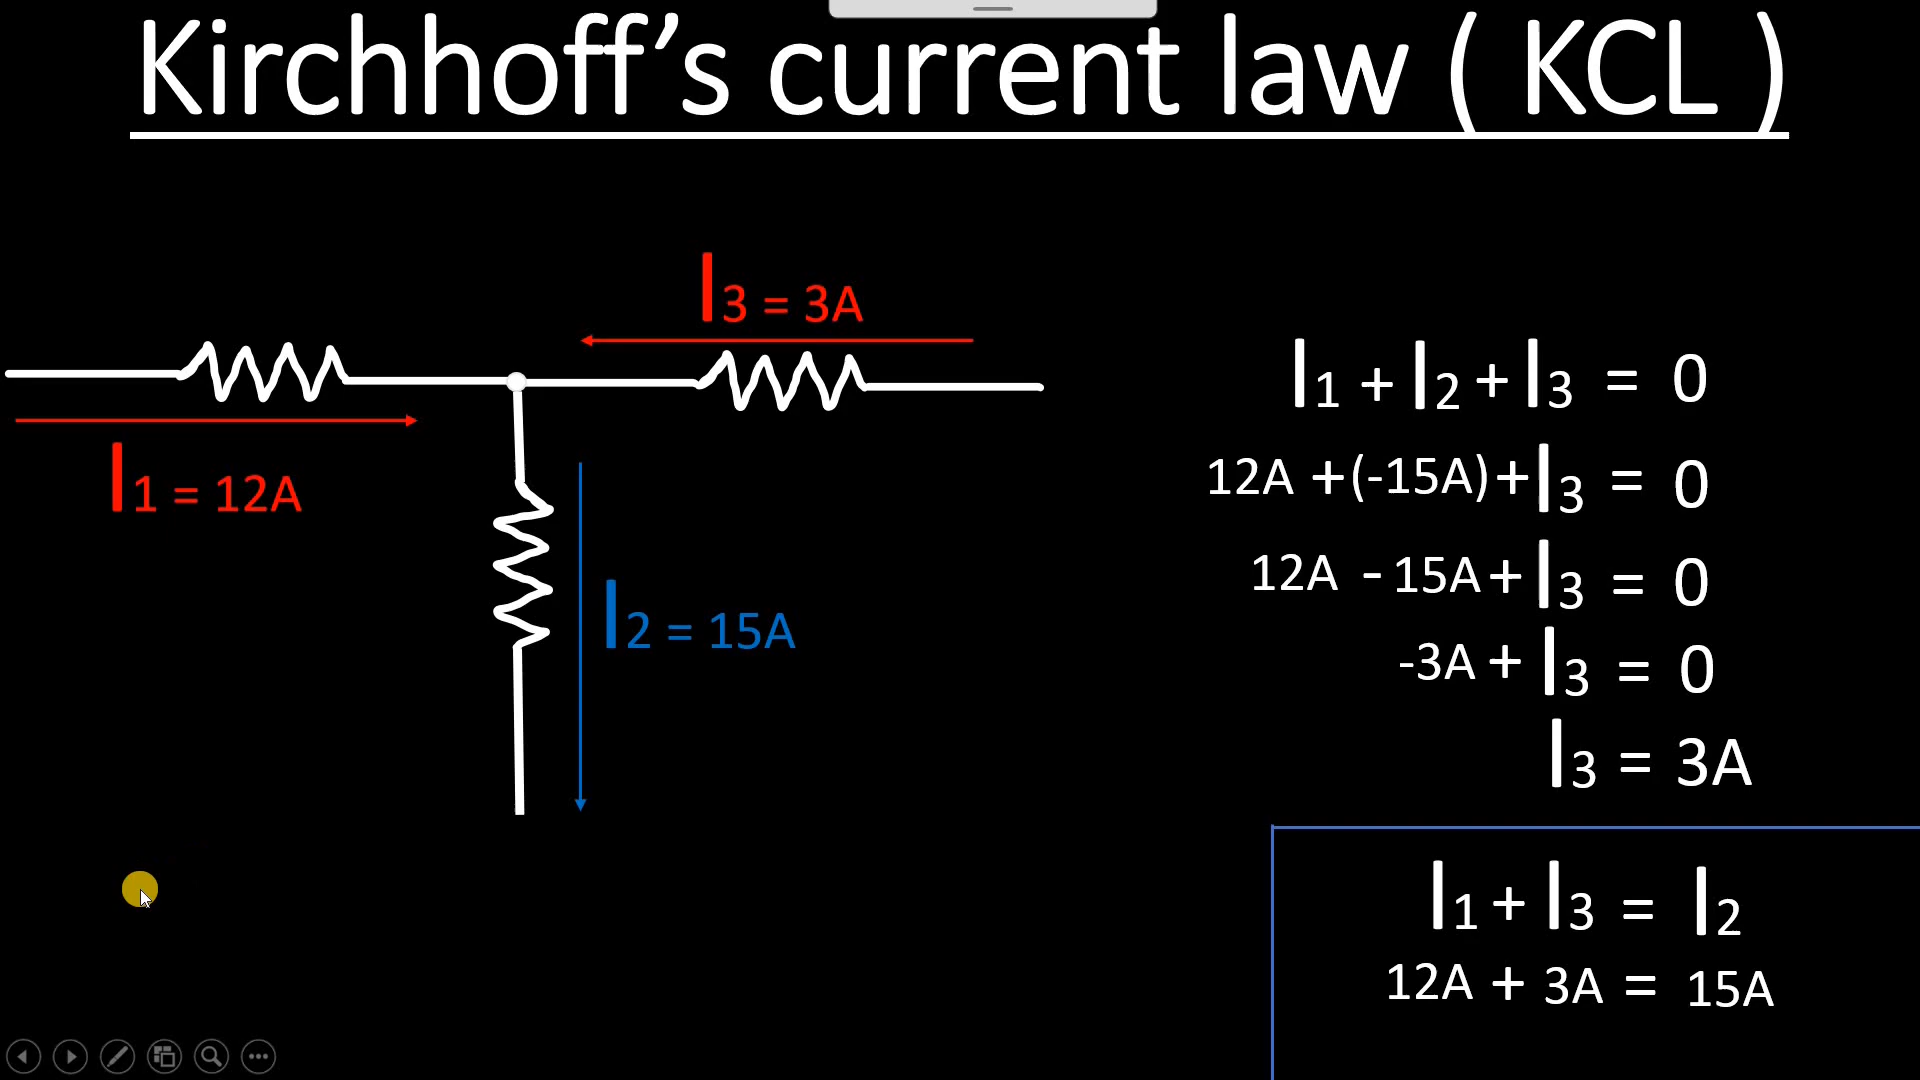 Kirchhoff’s current law ( KCL )
I3 = 3A
I1 = 12A
I2 = 15A
I1 + I2 + I3 = 0
12A +(-15A)+I3 = 0
12A - 15A+ I3 = 0
-3A+ I3 = 0
I3 = 3A
I1 + I3 = I2
12A + 3A = 15A